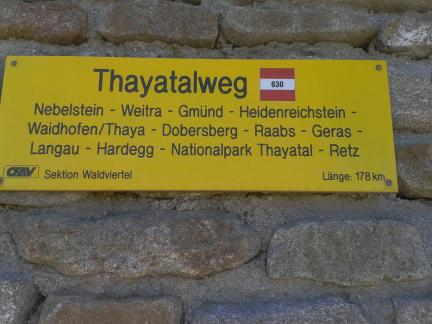 Thayatalweg 630
Nebelstein - Weitra - Gmünd - Heidenreichstein -
Waidhofen/Thaya - Dobersberg - Raabs - Geras -
Langau - Hardegg - Nationalpark Thayatal - Retz
OeAV Sektion Waldviertel Länge: 178 km